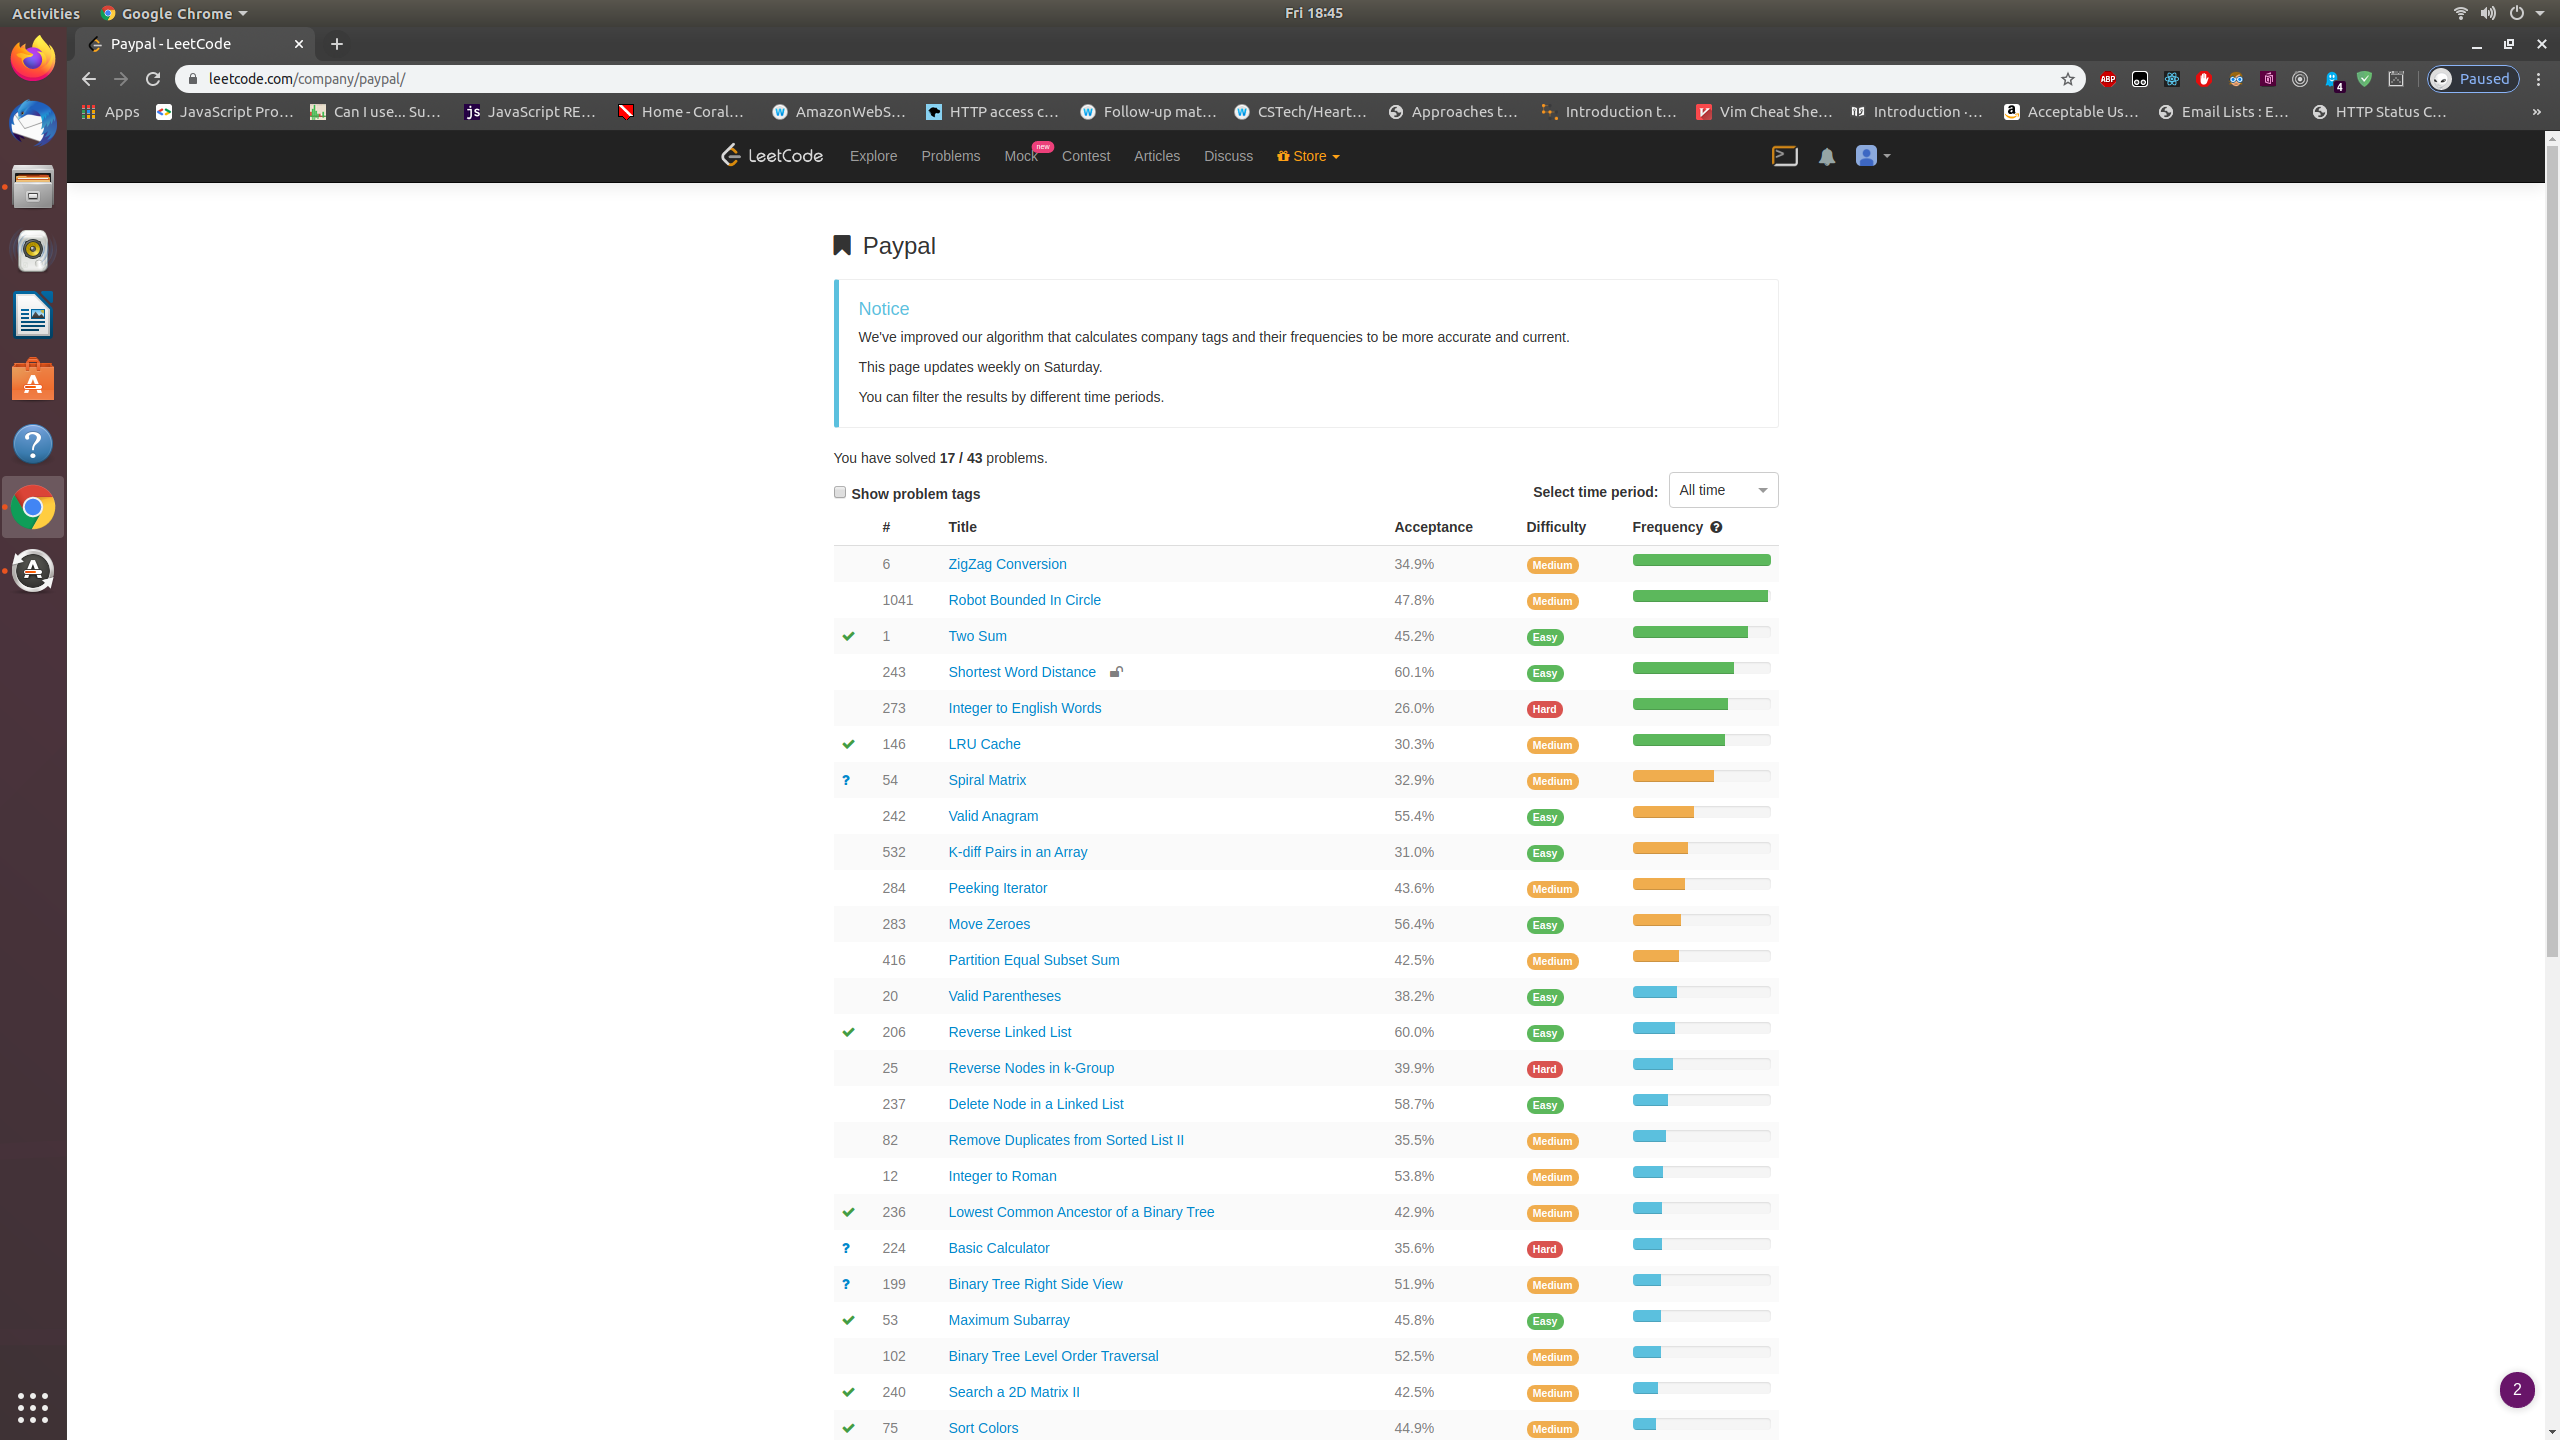 Activities Google Chrome Fri 18:45
Paypal - LeetCode
leetcode.com/company/paypal/ ABP 4 Paused
Apps JavaScript Pro… Can I use... Su… JavaScript RE… Home - Coral… AmazonWebS… HTTP access c… Follow-up mat… CSTech/Heart… Approaches t… Introduction t… Vim Cheat She… Introduction ·… Acceptable Us… Email Lists : E… HTTP Status C… »
LeetCode Explore Problems Mock new Contest Articles Discuss Store
Paypal
Notice
We've improved our algorithm that calculates company tags and their frequencies to be more accurate and current.
This page updates weekly on Saturday.
You can filter the results by different time periods.
You have solved 17 / 43 problems.
Show problem tags Select time period: All time
# Title Acceptance Difficulty Frequency ?
6 ZigZag Conversion 34.9% Medium
1041 Robot Bounded In Circle 47.8% Medium
1 Two Sum 45.2% Easy
243 Shortest Word Distance 60.1% Easy
273 Integer to English Words 26.0% Hard
146 LRU Cache 30.3% Medium
? 54 Spiral Matrix 32.9% Medium
242 Valid Anagram 55.4% Easy
532 K-diff Pairs in an Array 31.0% Easy
284 Peeking Iterator 43.6% Medium
283 Move Zeroes 56.4% Easy
416 Partition Equal Subset Sum 42.5% Medium
20 Valid Parentheses 38.2% Easy
206 Reverse Linked List 60.0% Easy
25 Reverse Nodes in k-Group 39.9% Hard
237 Delete Node in a Linked List 58.7% Easy
82 Remove Duplicates from Sorted List II 35.5% Medium
12 Integer to Roman 53.8% Medium
236 Lowest Common Ancestor of a Binary Tree 42.9% Medium
? 224 Basic Calculator 35.6% Hard
? 199 Binary Tree Right Side View 51.9% Medium
53 Maximum Subarray 45.8% Easy
102 Binary Tree Level Order Traversal 52.5% Medium
240 Search a 2D Matrix II 42.5% Medium
2
75 Sort Colors 44.9% Medium